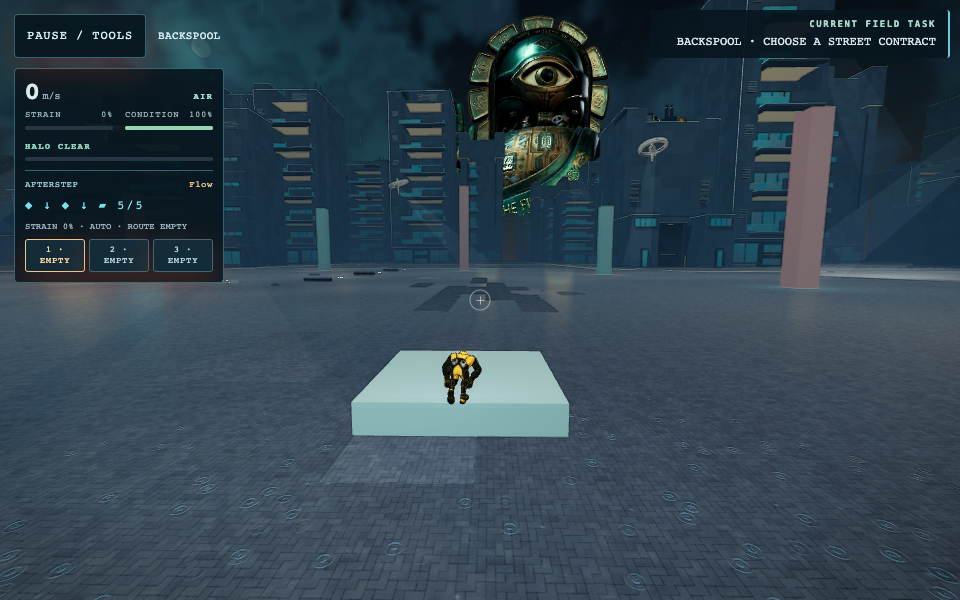 PAUSE / TOOLS
BACKSPOOL
CURRENT FIELD TASK
BACKSPOOL · CHOOSE A STREET CONTRACT
0 m/s
AIR
STRAIN 0% CONDITION 100%
HALO CLEAR
AFTERSTEP Flow
5/5
STRAIN 0% · AUTO · ROUTE EMPTY
1 · EMPTY
2 · EMPTY
3 · EMPTY